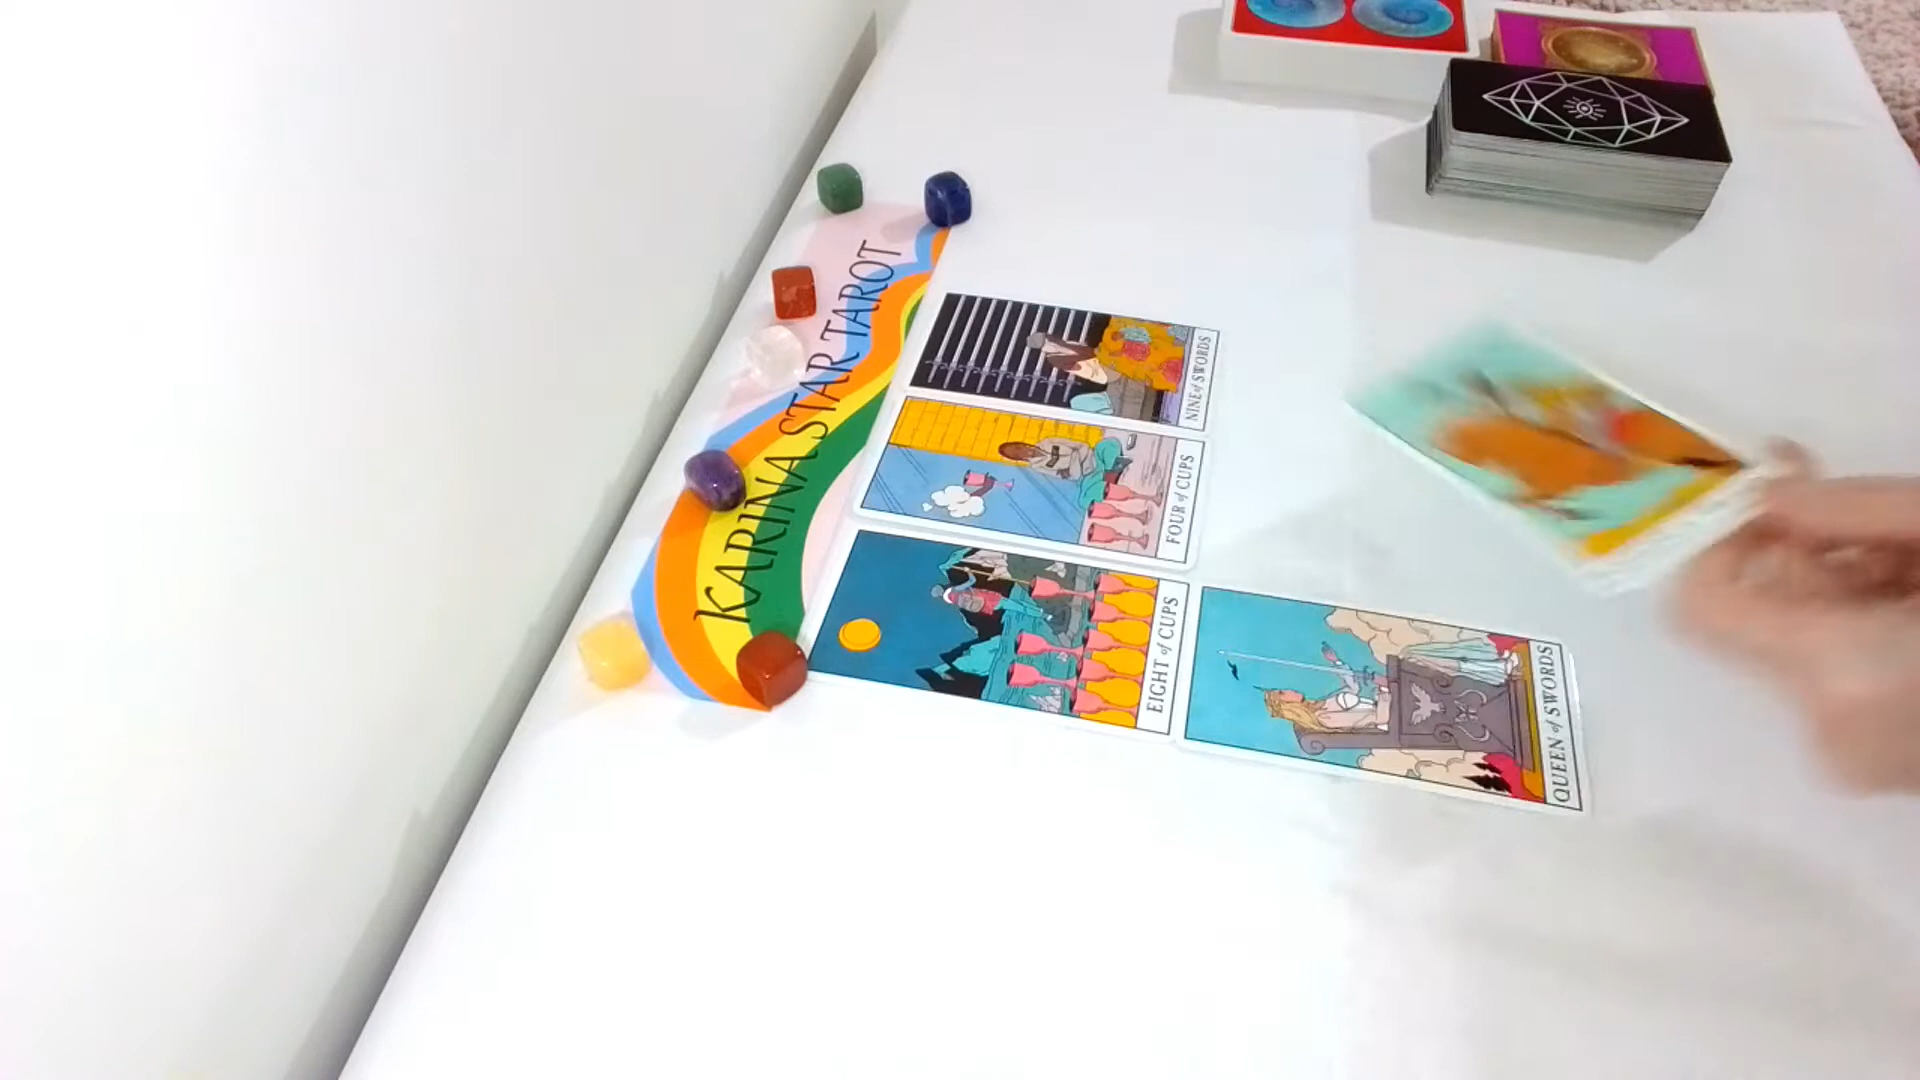 KARINA STAR TAROT
NINE of SWORDS
FOUR of CUPS
EIGHT of CUPS
QUEEN of SWORDS